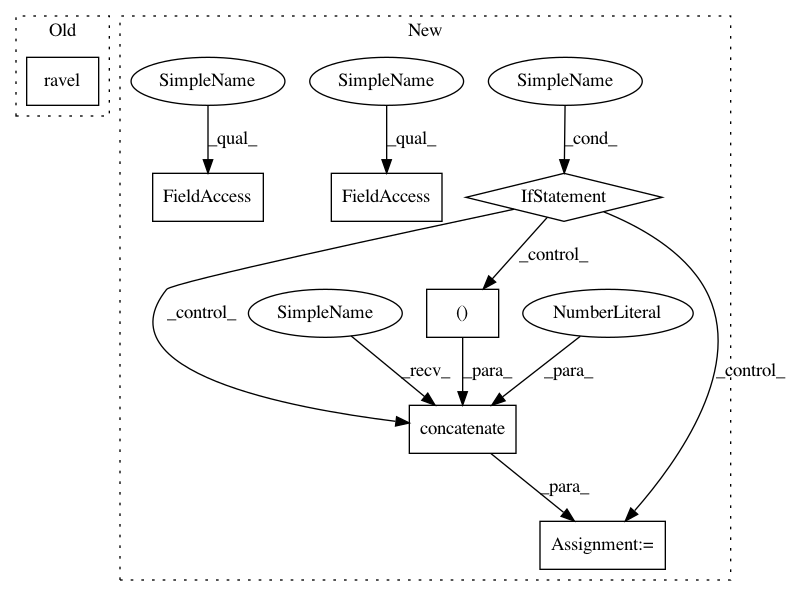 Old
New
ravel
SimpleName
SimpleName
SimpleName
_qual_
_qual_
_cond_
FieldAccess
FieldAccess
IfStatement
_control_
_control_
SimpleName
()
NumberLiteral
_recv_
_para_
_para_
_control_
concatenate
_para_
Assignment:=